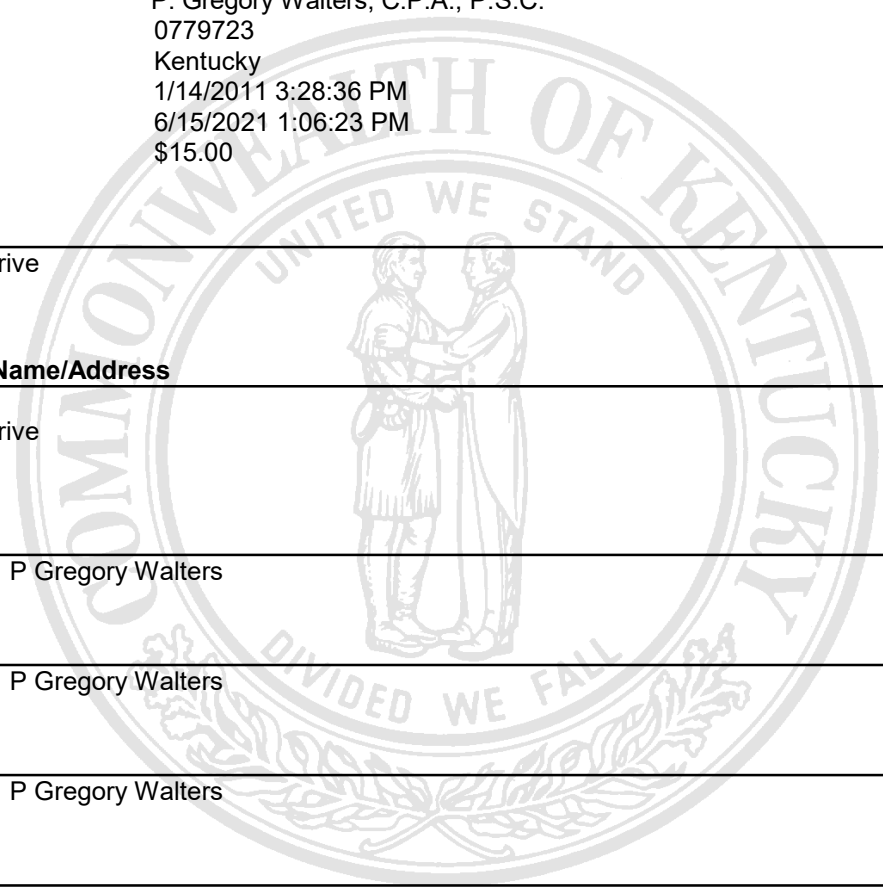 P. Gregory Walters, C.P.A., P.S.C.
0779723
Kentucky
1/14/2011 3:28:36 PM
6/15/2021 1:06:23 PM
$15.00
COMMONWEALTH OF KENTUCKY
UNITED WE STAND
rive
Name/Address
rive
P Gregory Walters
P Gregory Walters
DIVIDED WE FALL
P Gregory Walters